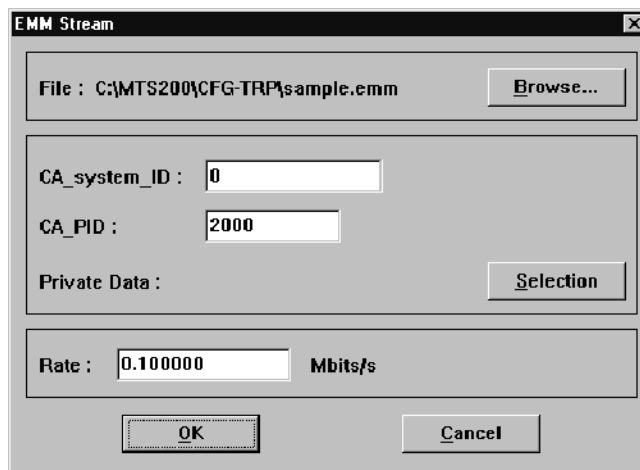 EMM Stream
File : C:\MTS200\CFG-TRP\sample.emm
Browse...
CA_system_ID : 0
CA_PID : 2000
Private Data :
Selection
Rate : 0.100000 Mbits/s
OK
Cancel